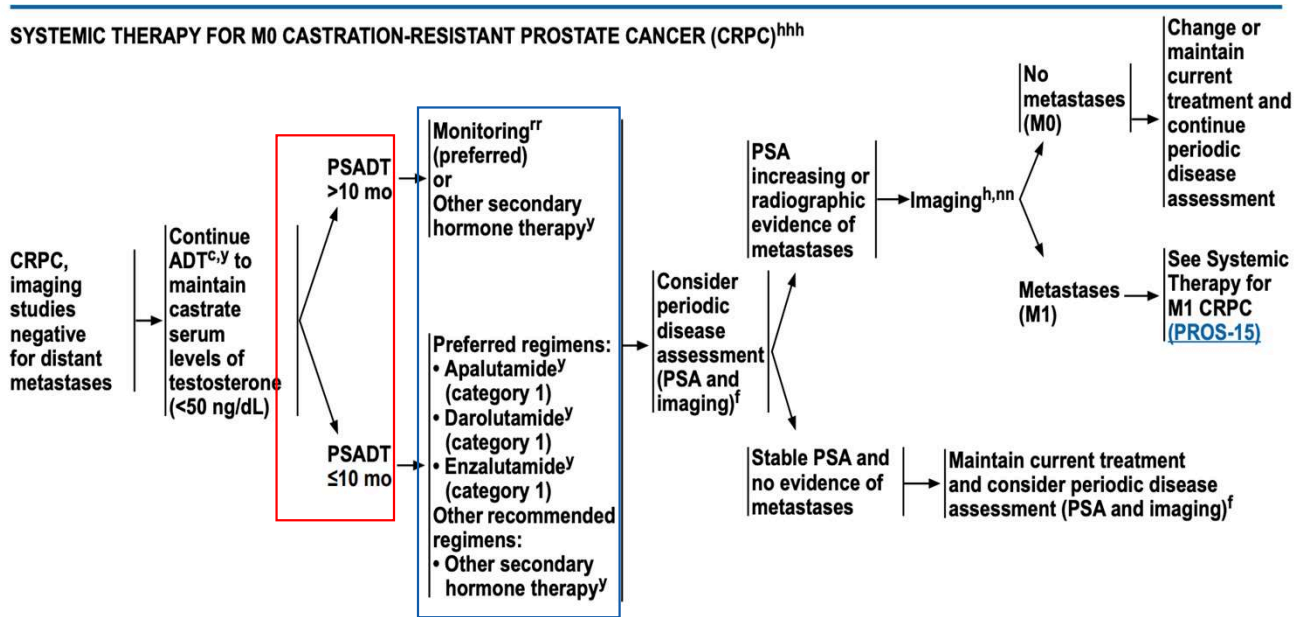 SYSTEMIC THERAPY FOR M0 CASTRATION-RESISTANT PROSTATE CANCER (CRPC)hhh
CRPC,
imaging
studies
negative
for distant
metastases
Continue
ADTc,y to
maintain
castrate
serum
levels of
testosterone
(<50 ng/dL)
PSADT
>10 mo
Monitoringrr
(preferred)
or
Other secondary
hormone therapyy
PSADT
≤10 mo
Preferred regimens:
• Apalutamidey
(category 1)
• Darolutamidey
(category 1)
• Enzalutamidey
(category 1)
Other recommended
regimens:
• Other secondary
hormone therapyy
Consider
periodic
disease
assessment
(PSA and
imaging)f
PSA
increasing or
radiographic
evidence of
metastases
Imagingh,nn
No
metastases
(M0)
Change or
maintain
current
treatment and
continue
periodic
disease
assessment
Metastases
(M1)
See Systemic
Therapy for
M1 CRPC
(PROS-15)
Stable PSA and
no evidence of
metastases
Maintain current treatment
and consider periodic disease
assessment (PSA and imaging)f